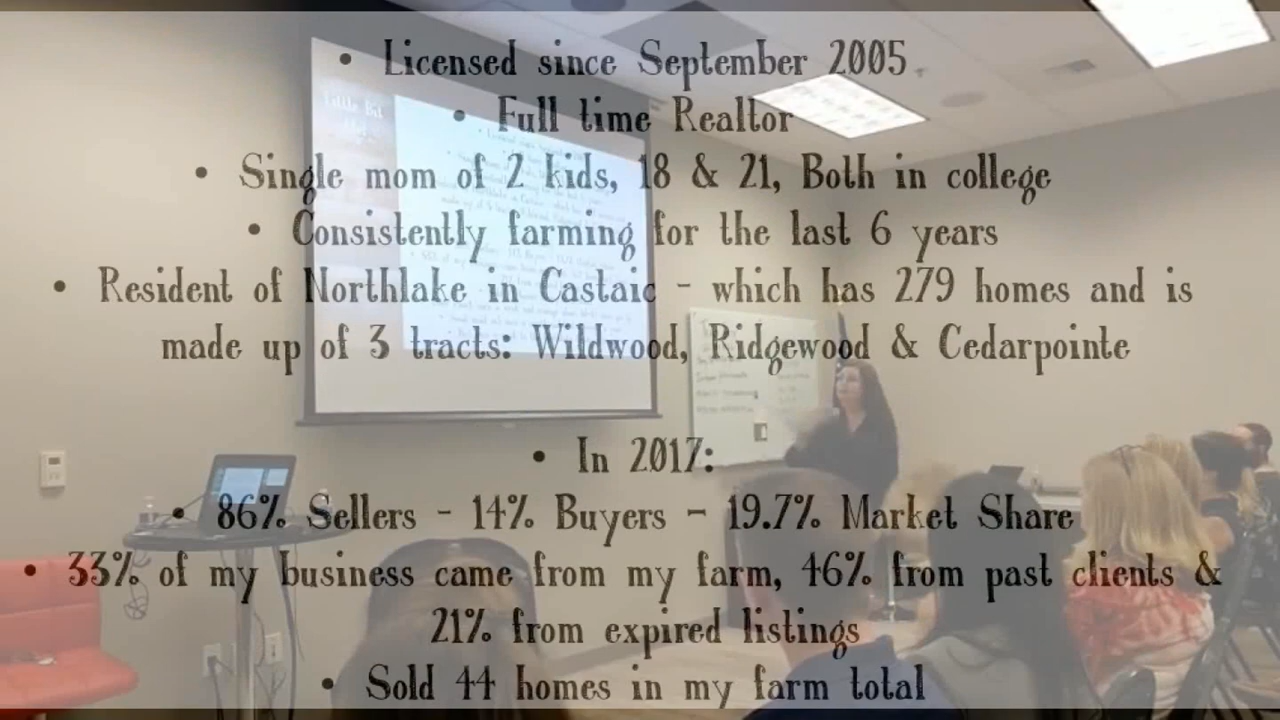 • Licensed since September 2005
• Full time Realtor
• Single mom of 2 kids, 18 & 21, Both in college
• Consistently farming for the last 6 years
• Resident of Northlake in Castaic - which has 279 homes and is
made up of 3 tracts: Wildwood, Ridgewood & Cedarpointe
• In 2017:
• 86% Sellers - 14% Buyers - 19.7% Market Share
• 33% of my business came from my farm, 46% from past clients &
21% from expired listings
• Sold 44 homes in my farm total